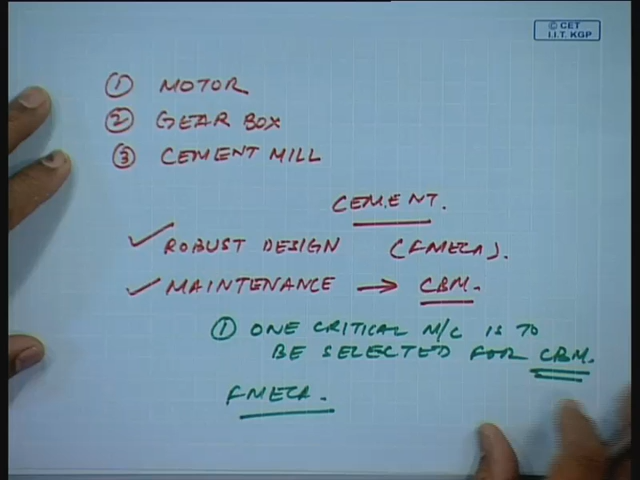 © CET
I.I.T. KGP
① MOTOR
② GEAR BOX
③ CEMENT MILL
CEMENT.
✓ ROBUST DESIGN (FMECA).
✓ MAINTENANCE → CBM.
① ONE CRITICAL M/C IS TO
BE SELECTED FOR CBM.
FMECA.